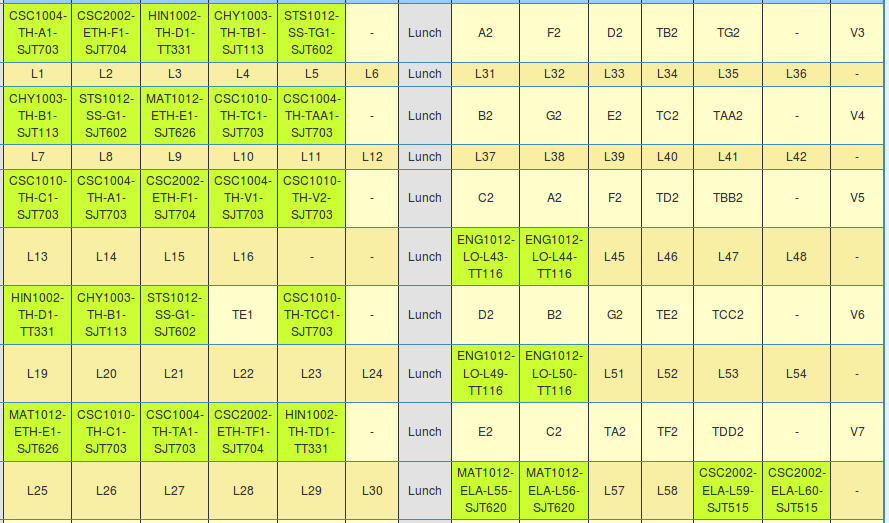 CSC1004-TH-A1-SJT703 CSC2002-ETH-F1-SJT704 HIN1002-TH-D1-TT331 CHY1003-TH-TB1-SJT113 STS1012-SS-TG1-SJT602 - Lunch A2 F2 D2 TB2 TG2 - V3
L1 L2 L3 L4 L5 L6 Lunch L31 L32 L33 L34 L35 L36 -
CHY1003-TH-B1-SJT113 STS1012-SS-G1-SJT602 MAT1012-ETH-E1-SJT626 CSC1010-TH-TC1-SJT703 CSC1004-TH-TAA1-SJT703 - Lunch B2 G2 E2 TC2 TAA2 - V4
L7 L8 L9 L10 L11 L12 Lunch L37 L38 L39 L40 L41 L42 -
CSC1010-TH-C1-SJT703 CSC1004-TH-A1-SJT703 CSC2002-ETH-F1-SJT704 CSC1004-TH-V1-SJT703 CSC1010-TH-V2-SJT703 - Lunch C2 A2 F2 TD2 TBB2 - V5
L13 L14 L15 L16 - - Lunch ENG1012-LO-L43-TT116 ENG1012-LO-L44-TT116 L45 L46 L47 L48 -
HIN1002-TH-D1-TT331 CHY1003-TH-B1-SJT113 STS1012-SS-G1-SJT602 TE1 CSC1010-TH-TCC1-SJT703 - Lunch D2 B2 G2 TE2 TCC2 - V6
L19 L20 L21 L22 L23 L24 Lunch ENG1012-LO-L49-TT116 ENG1012-LO-L50-TT116 L51 L52 L53 L54 -
MAT1012-ETH-E1-SJT626 CSC1010-TH-C1-SJT703 CSC1004-TH-TA1-SJT703 CSC2002-ETH-TF1-SJT704 HIN1002-TH-TD1-TT331 - Lunch E2 C2 TA2 TF2 TDD2 - V7
L25 L26 L27 L28 L29 L30 Lunch MAT1012-ELA-L55-SJT620 MAT1012-ELA-L56-SJT620 L57 L58 CSC2002-ELA-L59-SJT515 CSC2002-ELA-L60-SJT515 -